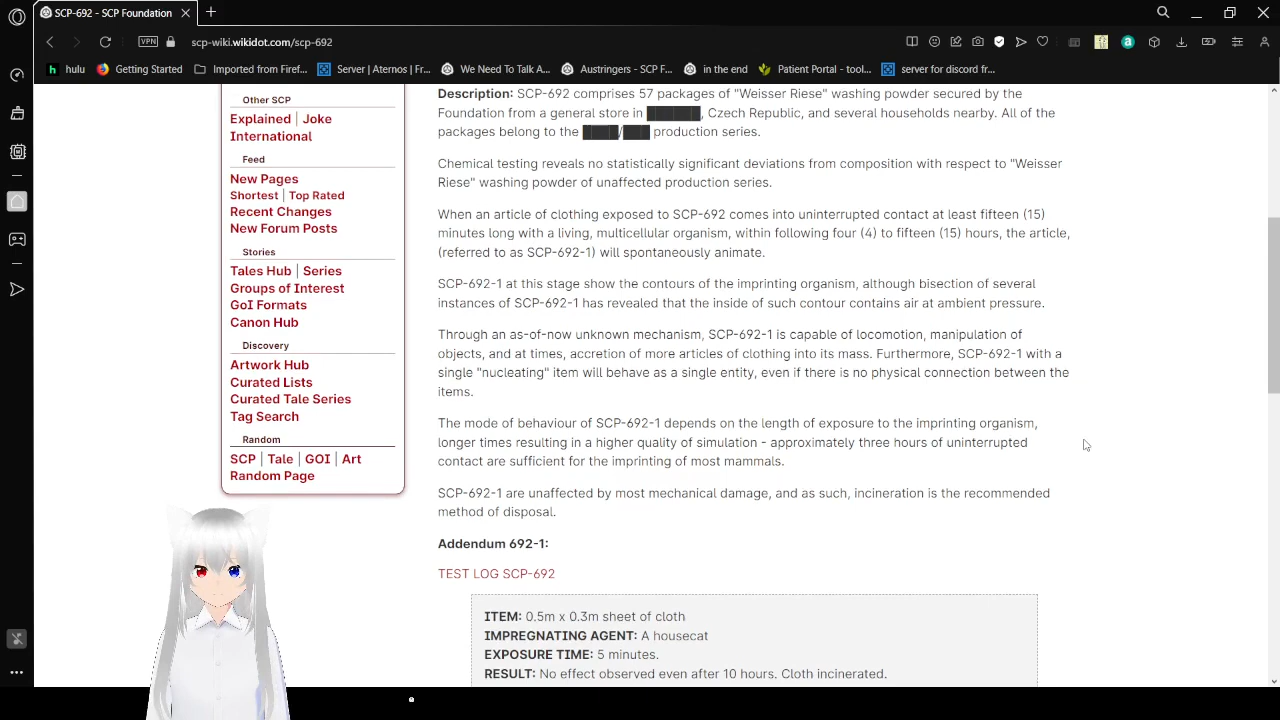 SCP-692 - SCP Foundation
VPN
scp-wiki.wikidot.com/scp-692
hulu
Getting Started
Imported from Firef...
Server | Aternos | Fr...
We Need To Talk A...
Austringers - SCP F...
in the end
Patient Portal - tool...
server for discord fr...
Other SCP
Explained | Joke
International
Feed
New Pages
Shortest | Top Rated
Recent Changes
New Forum Posts
Stories
Tales Hub | Series
Groups of Interest
GoI Formats
Canon Hub
Discovery
Artwork Hub
Curated Lists
Curated Tale Series
Tag Search
Random
SCP | Tale | GOI | Art
Random Page
Description: SCP-692 comprises 57 packages of "Weisser Riese" washing powder secured by the
Foundation from a general store in ██████, Czech Republic, and several households nearby. All of the
packages belong to the ████/███ production series.
Chemical testing reveals no statistically significant deviations from composition with respect to "Weisser
Riese" washing powder of unaffected production series.
When an article of clothing exposed to SCP-692 comes into uninterrupted contact at least fifteen (15)
minutes long with a living, multicellular organism, within following four (4) to fifteen (15) hours, the article,
(referred to as SCP-692-1) will spontaneously animate.
SCP-692-1 at this stage show the contours of the imprinting organism, although bisection of several
instances of SCP-692-1 has revealed that the inside of such contour contains air at ambient pressure.
Through an as-of-now unknown mechanism, SCP-692-1 is capable of locomotion, manipulation of
objects, and at times, accretion of more articles of clothing into its mass. Furthermore, SCP-692-1 with a
single "nucleating" item will behave as a single entity, even if there is no physical connection between the
items.
The mode of behaviour of SCP-692-1 depends on the length of exposure to the imprinting organism,
longer times resulting in a higher quality of simulation - approximately three hours of uninterrupted
contact are sufficient for the imprinting of most mammals.
SCP-692-1 are unaffected by most mechanical damage, and as such, incineration is the recommended
method of disposal.
Addendum 692-1:
TEST LOG SCP-692
ITEM: 0.5m x 0.3m sheet of cloth
IMPREGNATING AGENT: A housecat
EXPOSURE TIME: 5 minutes.
RESULT: No effect observed even after 10 hours. Cloth incinerated.